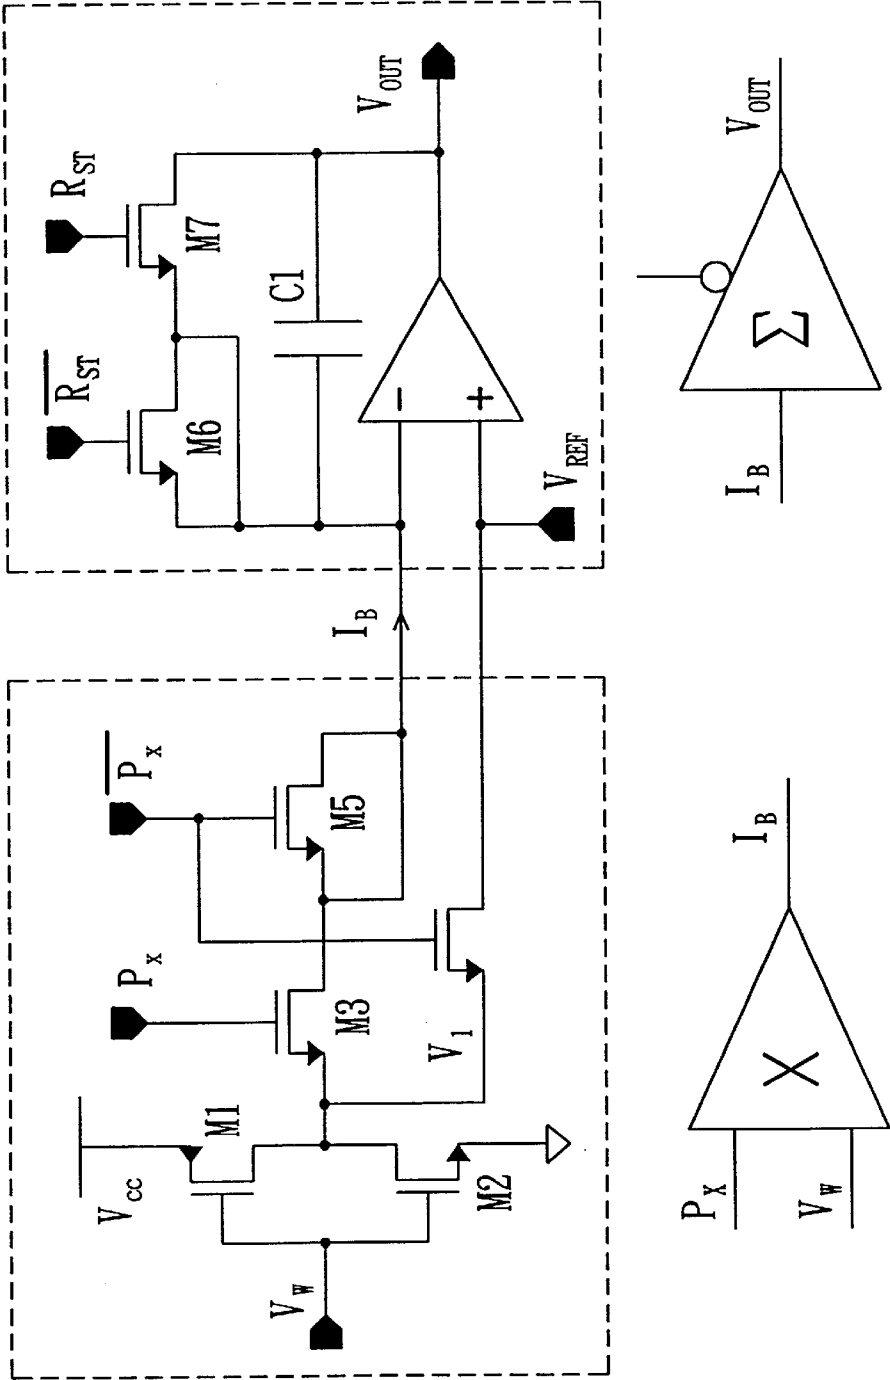 V_W
V_CC
M1
M2
P_X
P_X
M3
M5
V_1
I_B
R_ST
R_ST
M6
M7
C1
−
+
V_REF
V_OUT
P_X
V_W
X
I_B
I_B
Σ
V_OUT